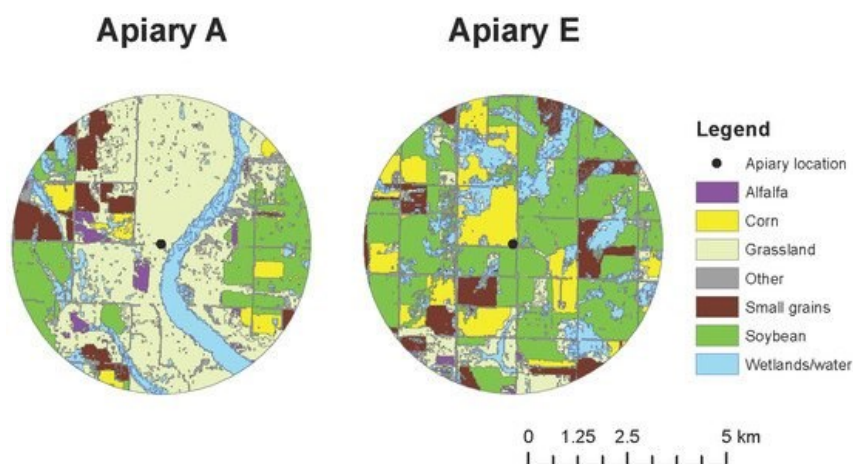 Apiary A
Apiary E
Legend
Apiary location
Alfalfa
Corn
Grassland
Other
Small grains
Soybean
Wetlands/water
0 1.25 2.5 5 km